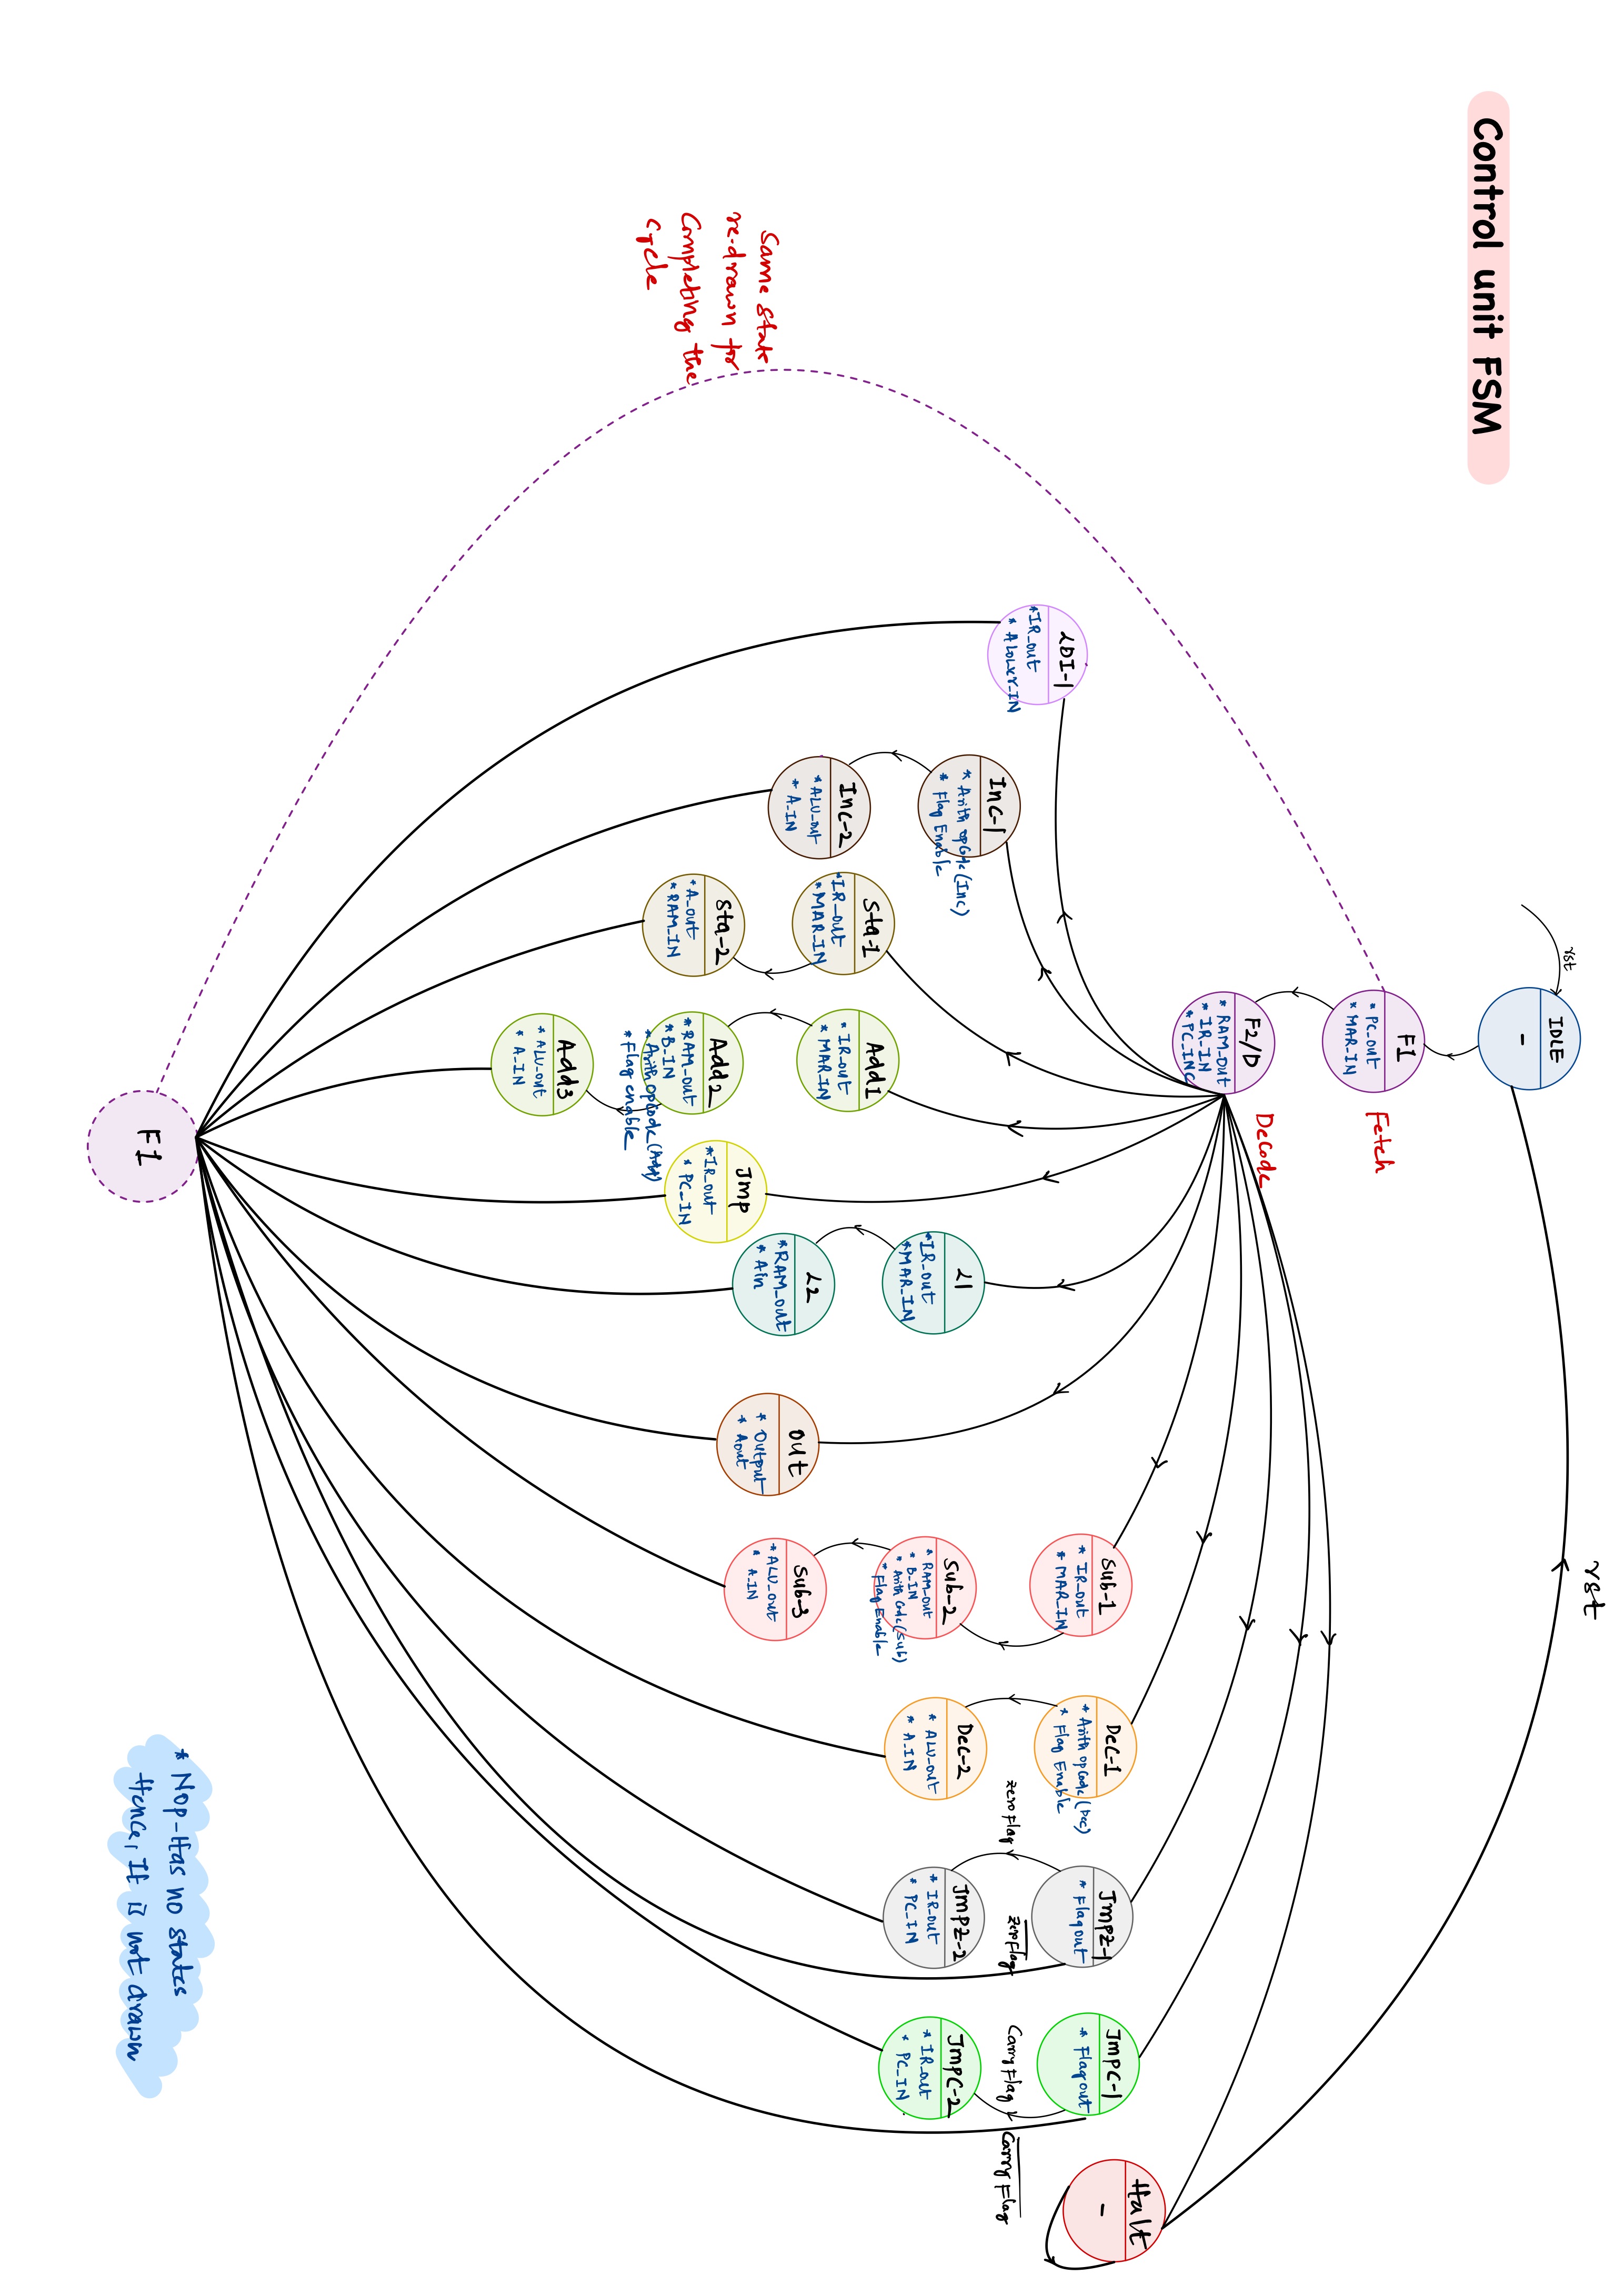 Control unit FSM
rst
IDLE
-
rst
F1
* PC_out
* MAR_IN
Fetch
F2/D
* RAM_out
* IR_IN
* PC_INC
Decode
LDI-1
*IR_out
* ALower_IN
Inc-1
* Arith opCode (Inc)
* Flag Enable
Inc-2
* ALU_out
* A_IN
Sta-1
*IR_out
*MAR_IN
Sta-2
*A_out
*RAM_IN
Add1
*IR_out
* MAR_IN
Add2
*RAM_out
*B_IN
*Arith opCode (Add)
*Flag enable
Add3
*ALU_out
* A_IN
Jmp
*IR_out
* PC_IN
L1
*IR_out
*MAR_IN
L2
*RAM_out
* Ain
out
* Output
* Aout
Sub-1
* IR_out
*MAR_IN
Sub-2
* RAM_out
* B_IN
* Arith Code (Sub)
* Flag Enable
Sub-3
*ALU_out
* A_IN
Dec-1
* Arith opCode (Dec)
* Flag Enable
Dec-2
* ALU_out
* A_IN
JmpZ-1
* Flagout
zero Flag
zeroflag
JmpZ-2
* IR_out
* PC_IN
JmpC-1
* Flagout
Carry Flag
Carry Flag
JmpC-2
*IR_out
* PC_IN
Halt
-
Same state
re-drawn for
Completing the
cycle
F1
* Nop-Has no states
Hence, It is not drawn